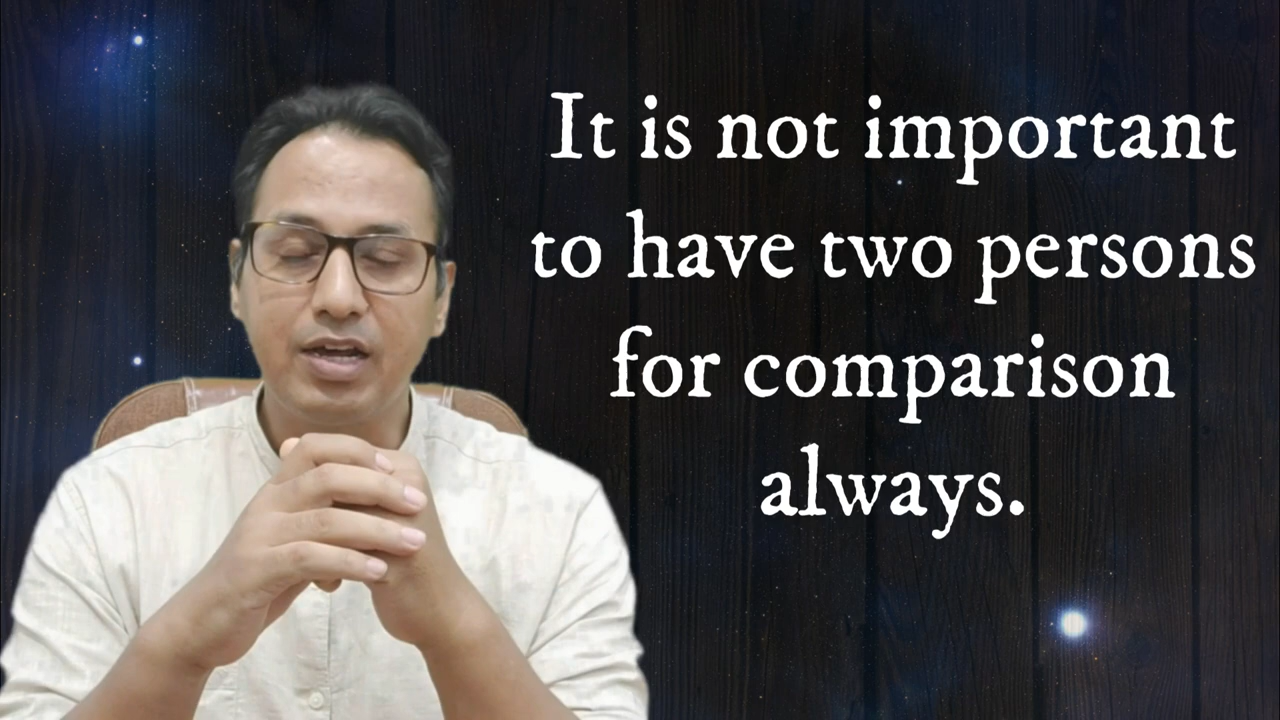 It is not important
to have two persons
for comparison
always.